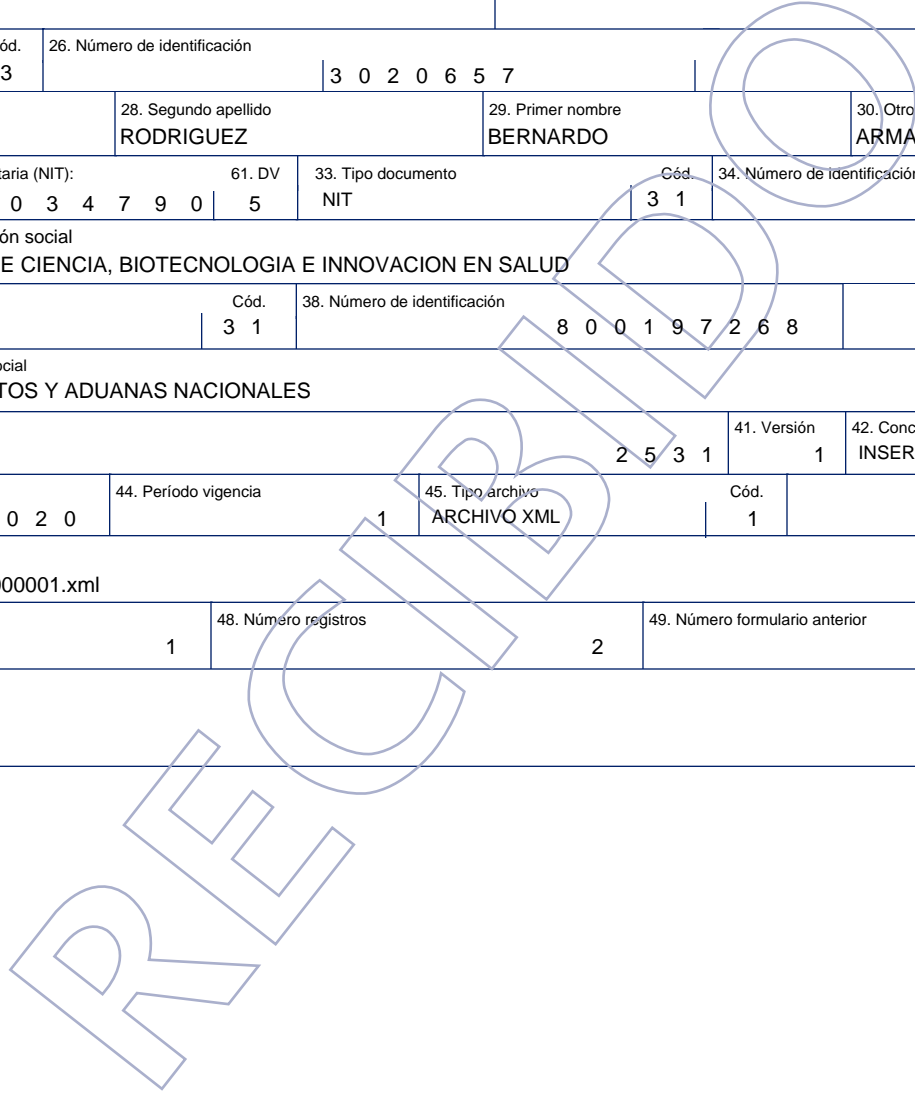 ód. 26. Número de identificación
3 3 0 2 0 6 5 7
28. Segundo apellido 29. Primer nombre 30. Otro
RODRIGUEZ BERNARDO ARMA
taria (NIT): 61. DV 33. Tipo documento Cód. 34. Número de identificación
0 3 4 7 9 0 5 NIT 3 1
ón social
E CIENCIA, BIOTECNOLOGIA E INNOVACION EN SALUD
Cód. 38. Número de identificación
3 1 8 0 0 1 9 7 2 6 8
ocial
TOS Y ADUANAS NACIONALES
41. Versión 42. Conc
2 5 3 1 1 INSER
44. Período vigencia 45. Tipo archivo Cód.
0 2 0 1 ARCHIVO XML 1
000001.xml
48. Número registros 49. Número formulario anterior
1 2
RECIBIDO